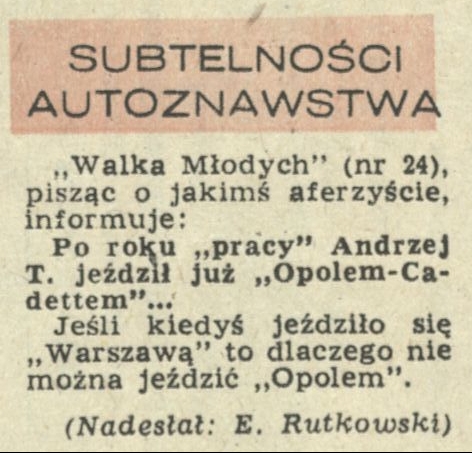 SUBTELNOŚCI
AUTOZNAWSTWA
„Walka Młodych” (nr 24),
pisząc o jakimś aferzyście,
informuje:
Po roku „pracy” Andrzej
T. jeździł już „Opolem-Ca-
dettem”...
Jeśli kiedyś jeździło się
„Warszawą” to dlaczego nie
można jeździć „Opolem”.
(Nadesłał: E. Rutkowski)